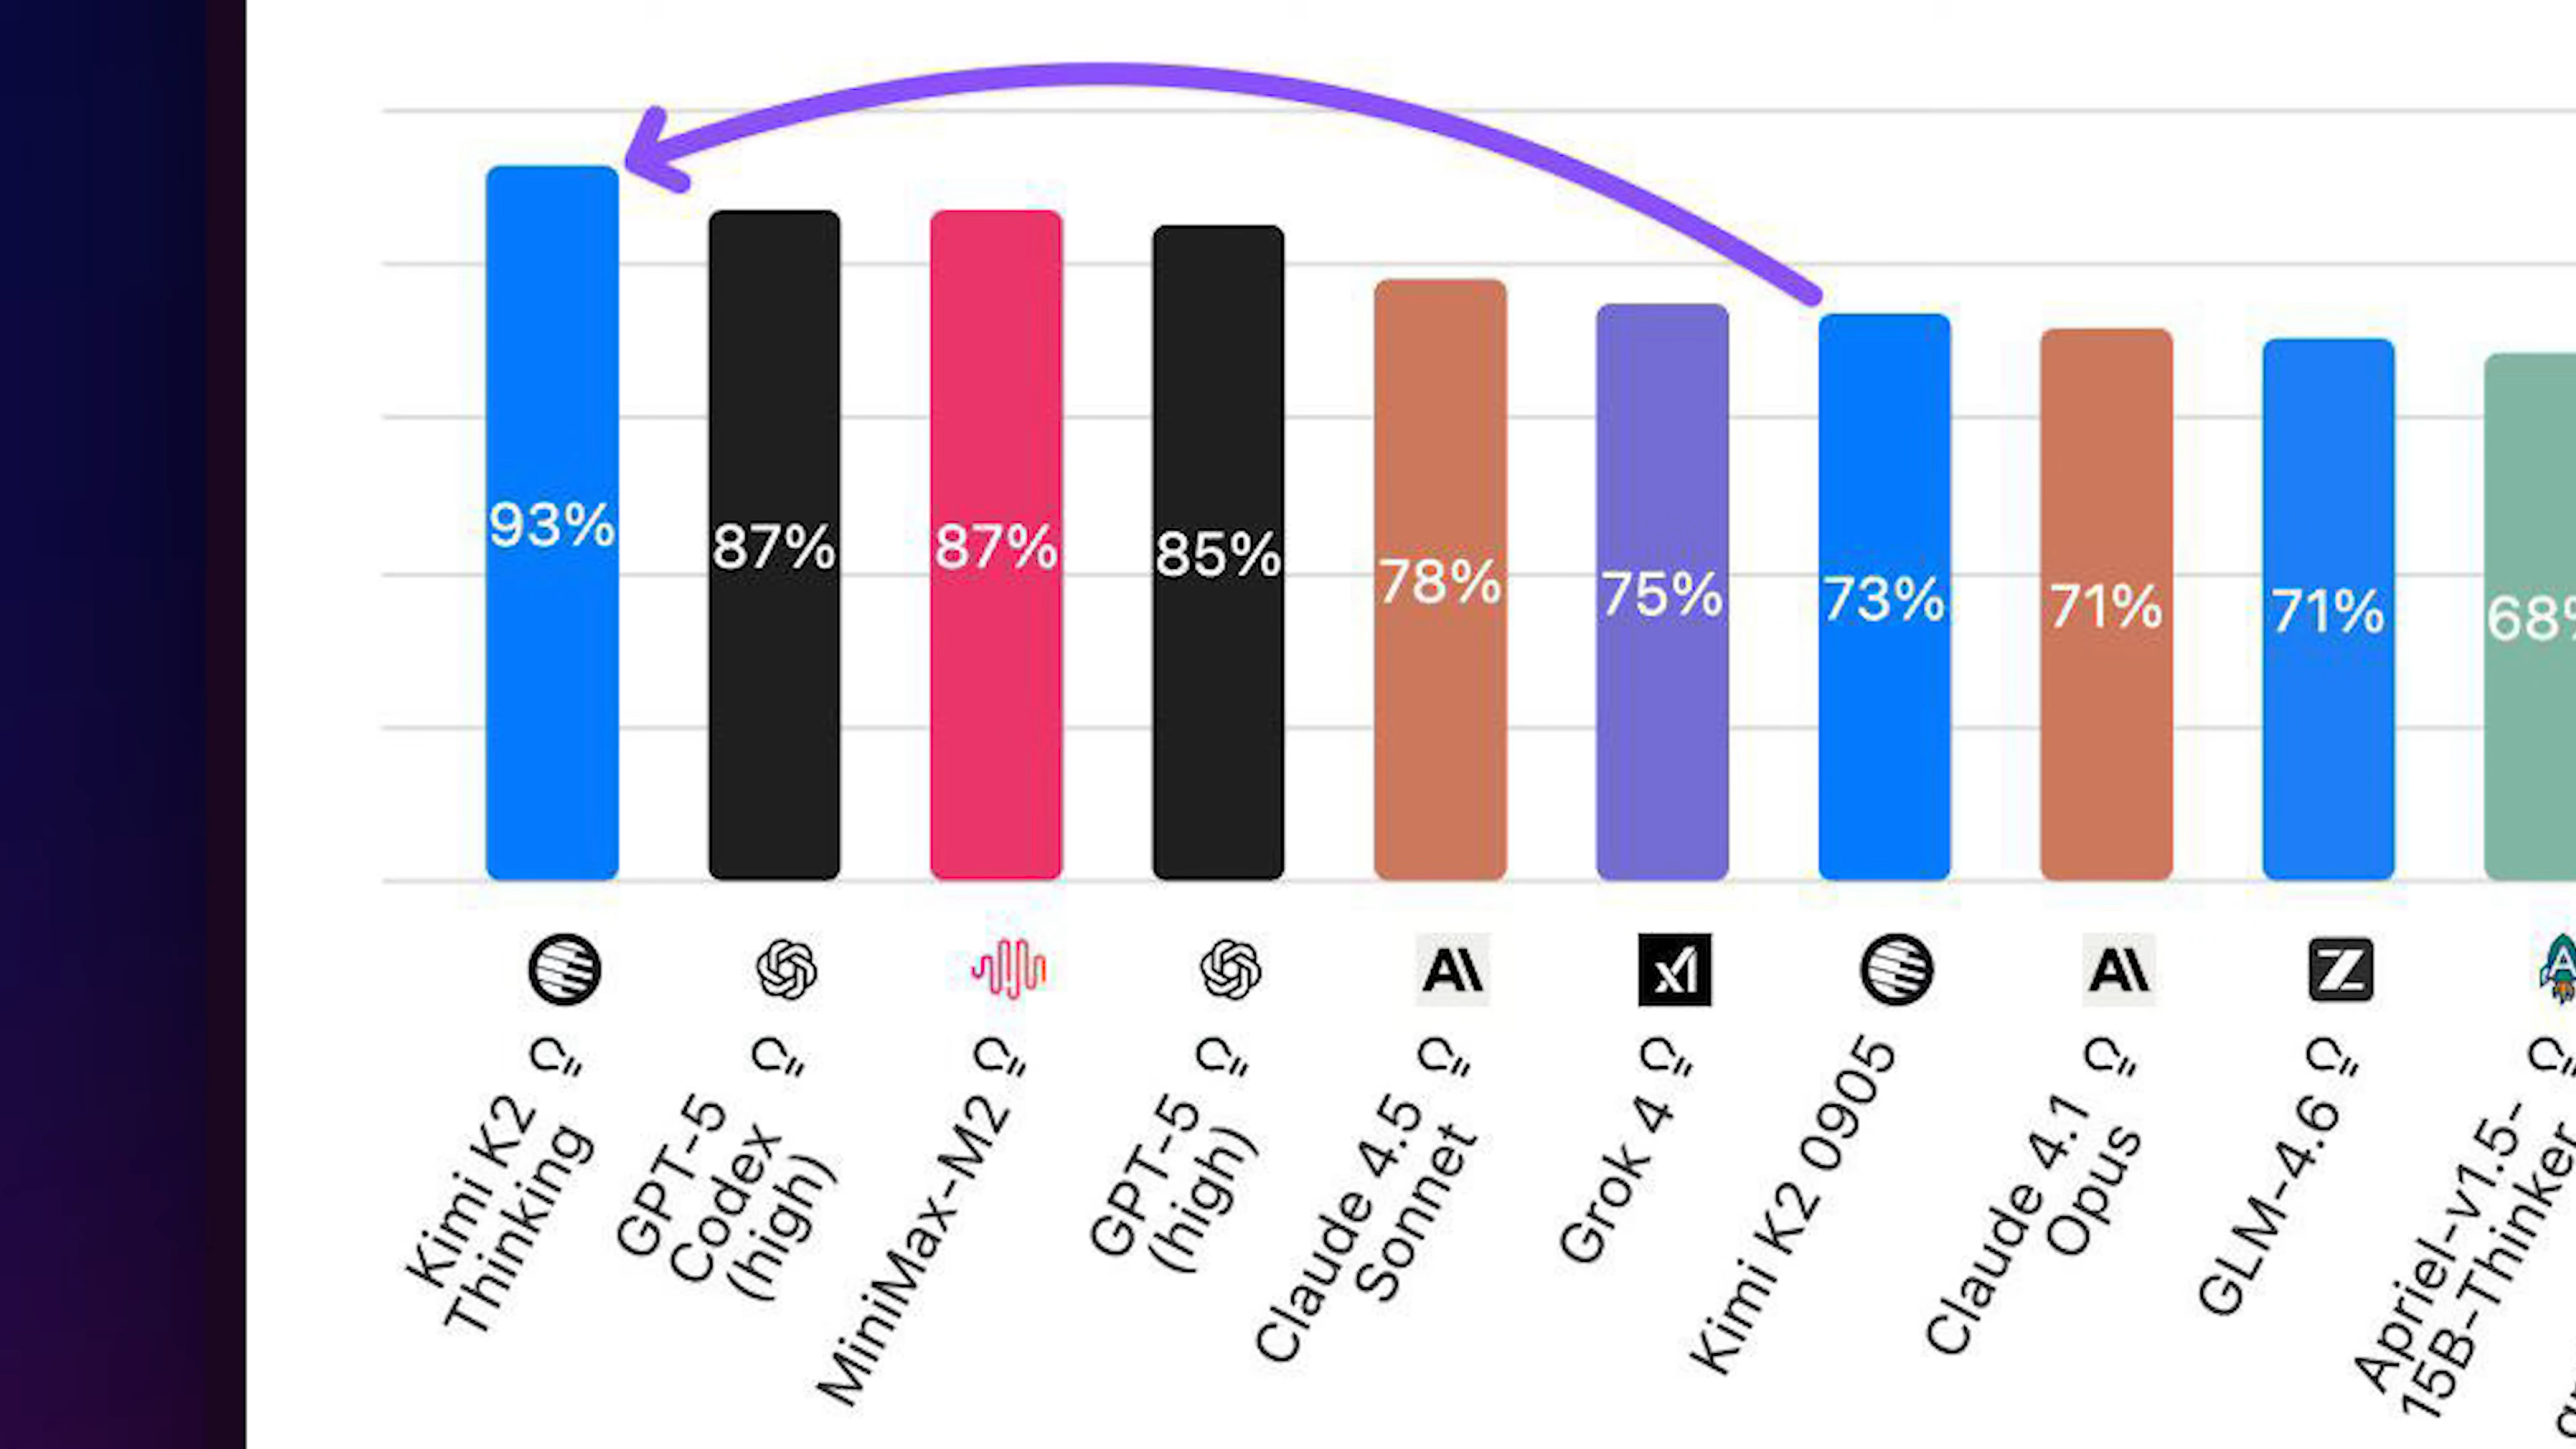 93%
87%
87%
85%
78%
75%
73%
71%
71%
68%
Kimi K2
Thinking
GPT-5
Codex
(high)
MiniMax-M2
GPT-5
(high)
Claude 4.5
Sonnet
Grok 4
Kimi K2 0905
Claude 4.1
Opus
GLM-4.6
Apriel-v1.5-
15B-Thinker